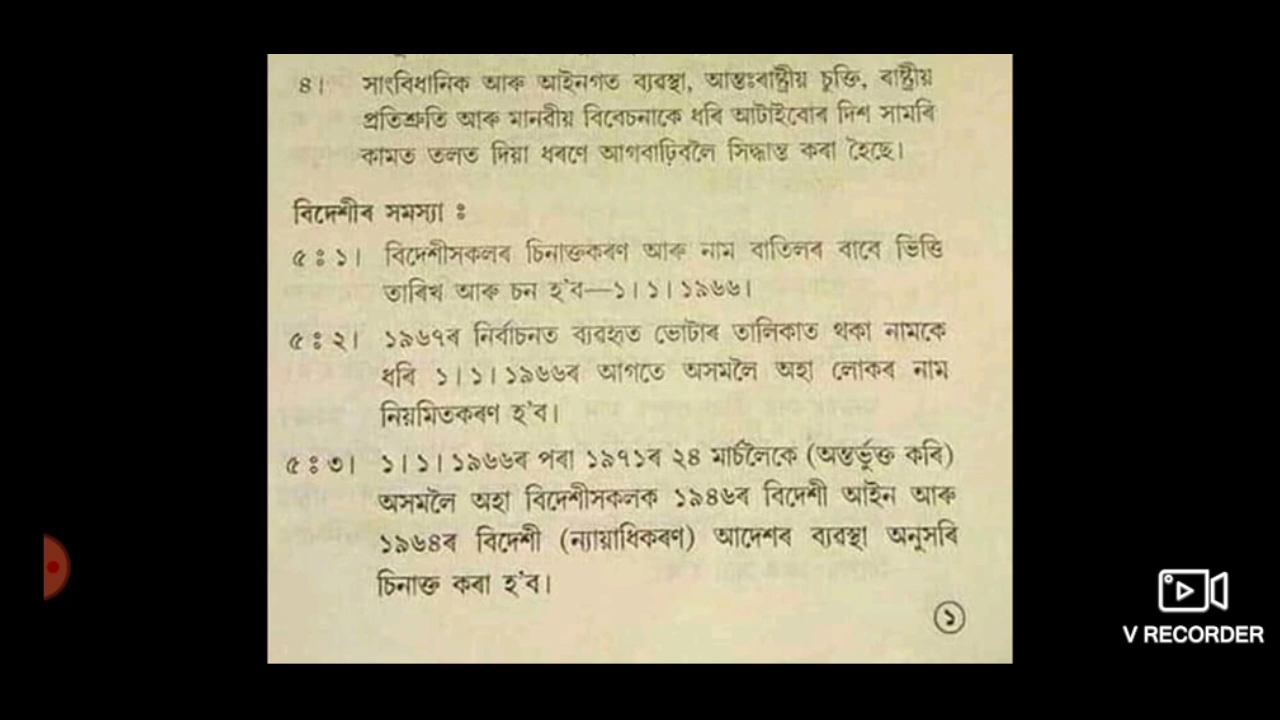 ৪। সাংবিধানিক আৰু আইনগত ব্যৱস্থা, আন্তঃৰাষ্ট্ৰীয় চুক্তি, ৰাষ্ট্ৰীয়
প্ৰতিশ্ৰুতি আৰু মানৱীয় বিবেচনাকে ধৰি আটাইবোৰ দিশ সামৰি
কামত তলত দিয়া ধৰণে আগবাঢ়িবলৈ সিদ্ধান্ত কৰা হৈছে।
বিদেশীৰ সমস্যা ঃ
৫ ঃ ১। বিদেশীসকলৰ চিনাক্তকৰণ আৰু নাম বাতিলৰ বাবে ভিত্তি
তাৰিখ আৰু চন হ'ব—১।১।১৯৬৬।
৫ ঃ ২। ১৯৬৭ৰ নিৰ্বাচনত ব্যৱহৃত ভোটাৰ তালিকাত থকা নামকে
ধৰি ১।১।১৯৬৬ৰ আগতে অসমলৈ অহা লোকৰ নাম
নিয়মিতকৰণ হ'ব।
৫ ঃ ৩। ১।১।১৯৬৬ৰ পৰা ১৯৭১ৰ ২৪ মাৰ্চলৈকে (অন্তৰ্ভুক্ত কৰি)
অসমলৈ অহা বিদেশীসকলক ১৯৪৬ৰ বিদেশী আইন আৰু
১৯৬৪ৰ বিদেশী (ন্যায়াধিকৰণ) আদেশৰ ব্যৱস্থা অনুসৰি
চিনাক্ত কৰা হ'ব।
১
V RECORDER